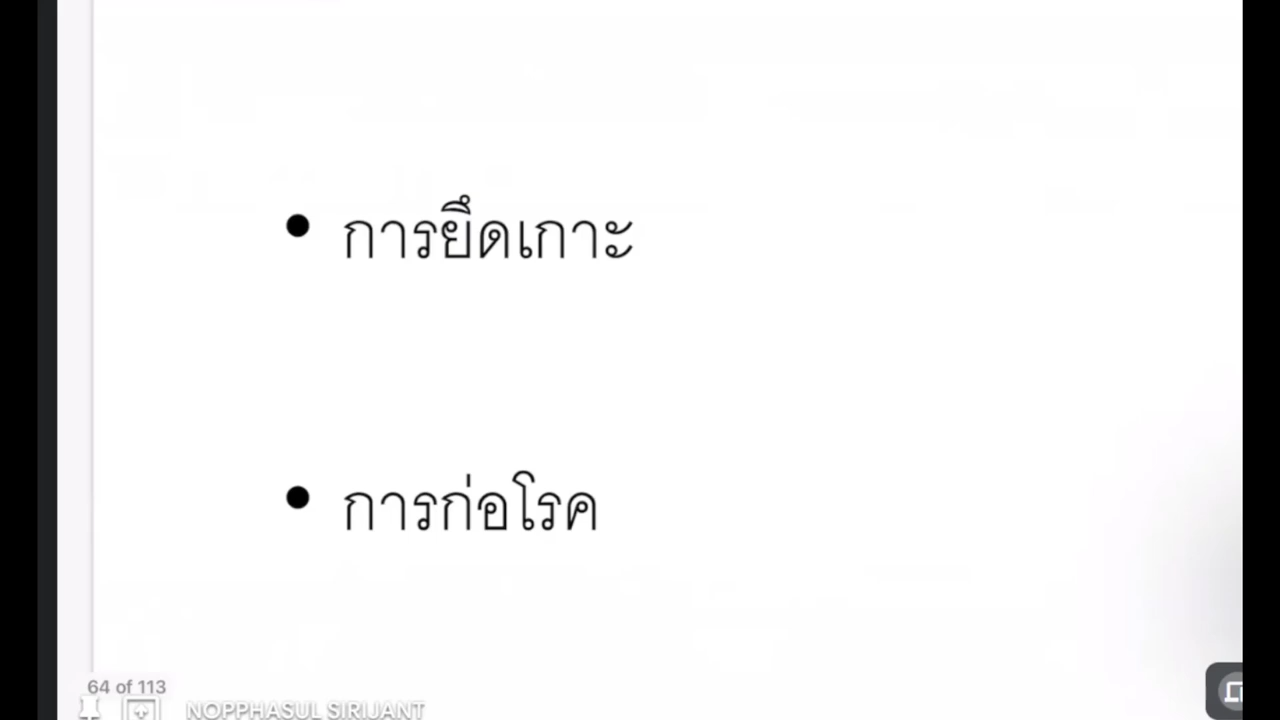 • การยึดเกาะ
• การก่อโรค
64 of 113
NOPPHASUL SIRIJANT